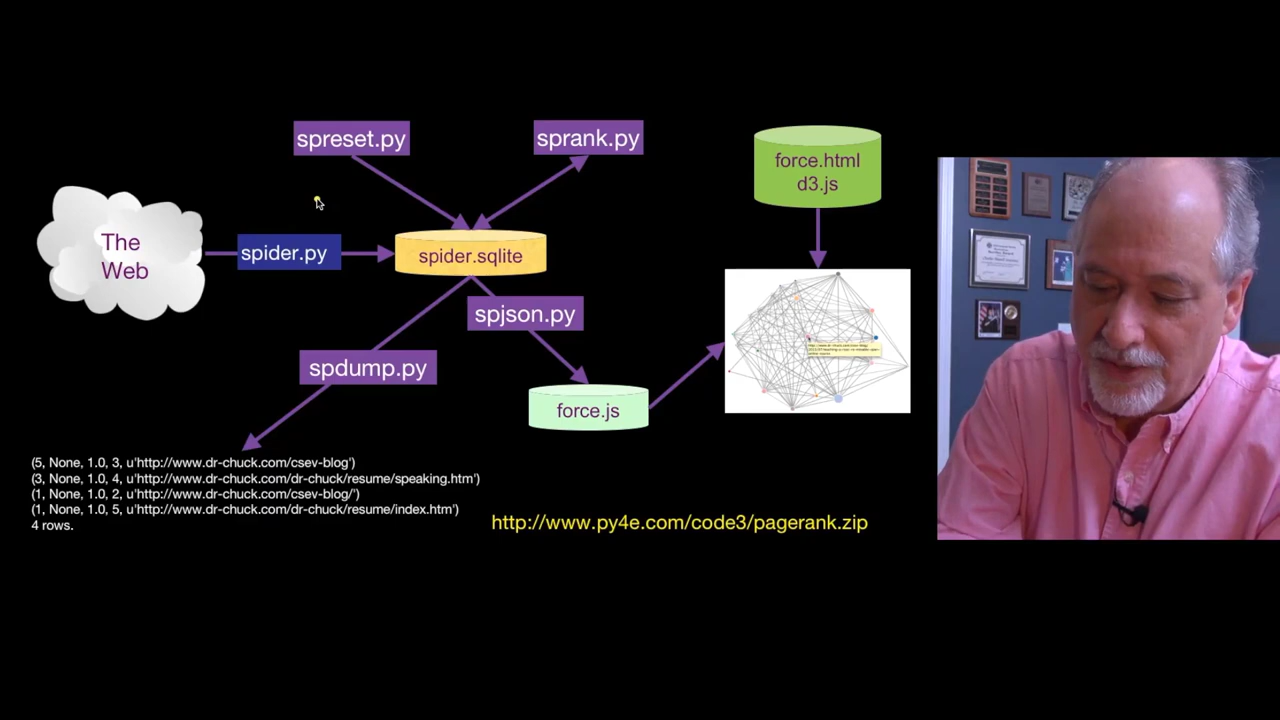 spreset.py
sprank.py
force.html
d3.js
The
Web
spider.py
spider.sqlite
spjson.py
spdump.py
force.js
(5, None, 1.0, 3, u'http://www.dr-chuck.com/csev-blog')
(3, None, 1.0, 4, u'http://www.dr-chuck.com/dr-chuck/resume/speaking.htm')
(1, None, 1.0, 2, u'http://www.dr-chuck.com/csev-blog/')
(1, None, 1.0, 5, u'http://www.dr-chuck.com/dr-chuck/resume/index.htm')
4 rows.
http://www.py4e.com/code3/pagerank.zip